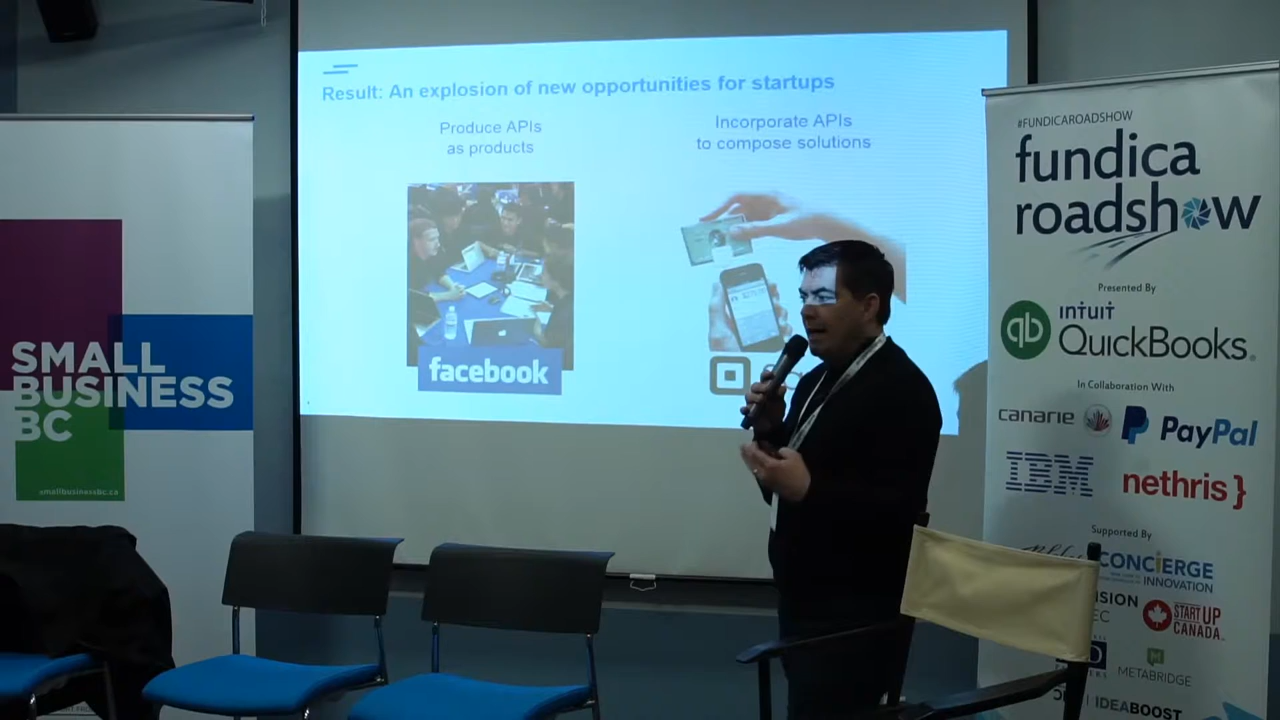 SMALL
BUSINESS
BC
smallbusinessbc.ca
Result: An explosion of new opportunities for startups
Produce APIs
as products
facebook
Incorporate APIs
to compose solutions
#FUNDICAROADSHOW
fundica
roadshow
Presented By
qb
intuit
QuickBooks.
In Collaboration With
canarie
PayPal
IBM
nethris}
Supported By
CONCIERGE
INNOVATION
STARTUP
CANADA
METABRIDGE
IDEABOOST